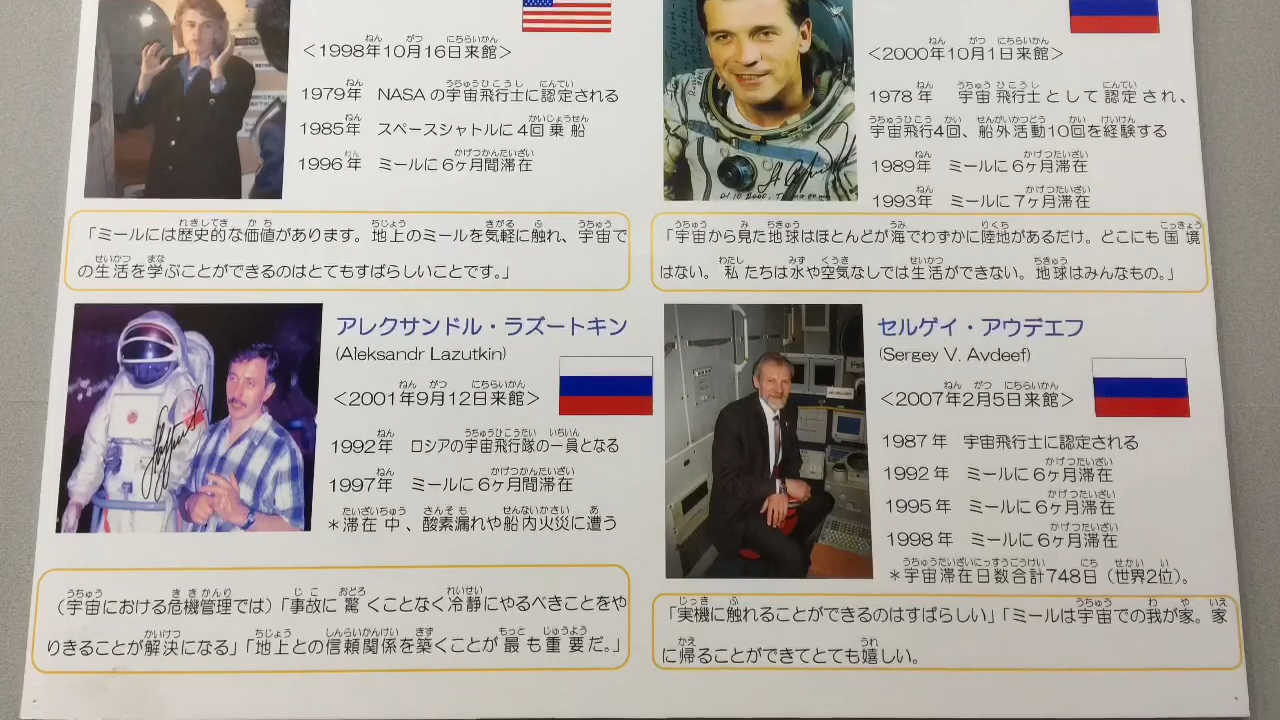 <1998年10月16日来館>
1979年 NASAの宇宙飛行士に認定される
1985年 スペースシャトルに4回乗船
1996年 ミールに6ヶ月間滞在
「ミールには歴史的な価値があります。地上のミールを気軽に触れ、宇宙で
の生活を学ぶことができるのはとてもすばらしいことです。」
<2000年10月1日来館>
1978年 宇宙飛行士として認定され、
宇宙飛行4回、船外活動10回を経験する
1989年 ミールに6ヶ月滞在
1993年 ミールに7ヶ月滞在
「宇宙から見た地球はほとんどが海でわずかに陸地があるだけ。どこにも国境
はない。私たちは水や空気なしでは生活ができない。地球はみんなもの。」
アレクサンドル・ラズートキン
(Aleksandr Lazutkin)
<2001年9月12日来館>
1992年 ロシアの宇宙飛行隊の一員となる
1997年 ミールに6ヶ月間滞在
*滞在中、酸素漏れや船内火災に遭う
(宇宙における危機管理では)「事故に驚くことなく冷静にやるべきことをや
りきることが解決になる」「地上との信頼関係を築くことが最も重要だ。」
セルゲイ・アウデエフ
(Sergey V. Avdeef)
<2007年2月5日来館>
1987年 宇宙飛行士に認定される
1992年 ミールに6ヶ月滞在
1995年 ミールに6ヶ月滞在
1998年 ミールに6ヶ月滞在
*宇宙滞在日数合計748日(世界2位)。
「実機に触れることができるのはすばらしい」「ミールは宇宙での我が家。家
に帰ることができてとても嬉しい。